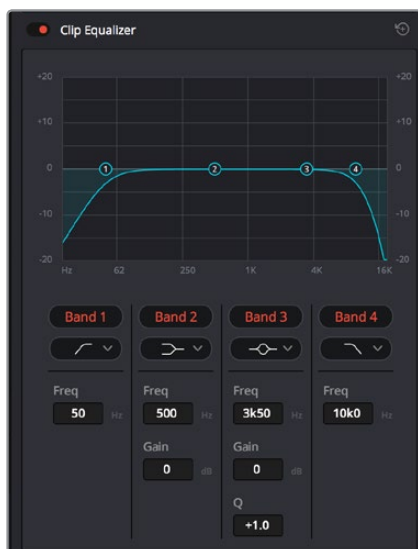 Clip Equalizer
+20 +20
+10 +10
0 1 2 3 4 0
-10 -10
-20 -20
Hz 62 250 1K 4K 16K
Band 1 Band 2 Band 3 Band 4
Freq Freq Freq Freq
50 Hz 500 Hz 3k50 Hz 10k0 Hz
Gain Gain
0 dB 0 dB
Q
+1.0